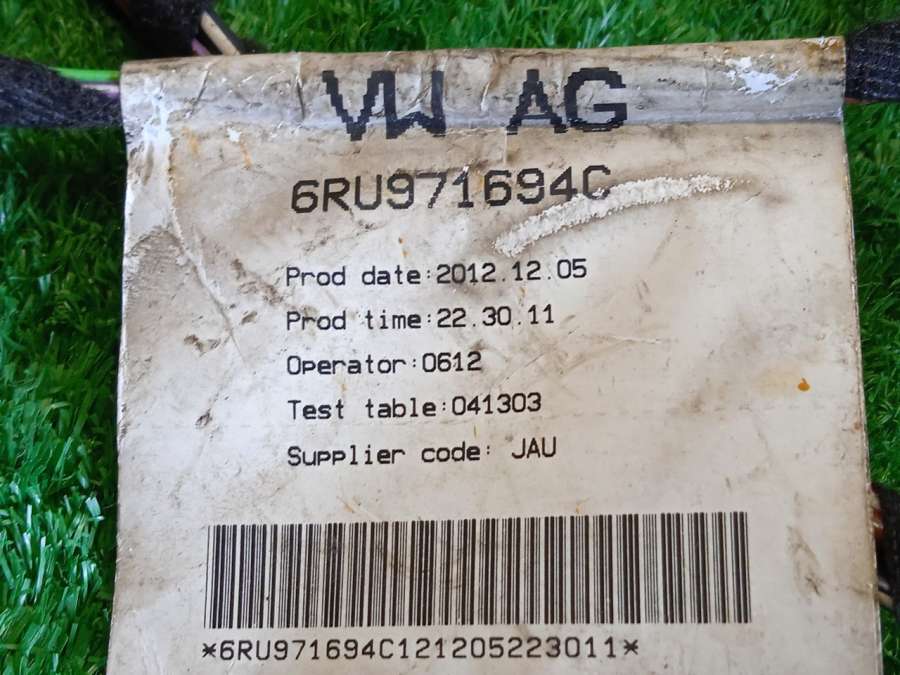 VW AG
6RU971694C
Prod date:2012.12.05
Prod time:22.30.11
Operator:0612
Test table:041303
Supplier code: JAU
*6RU971694C121205223011*